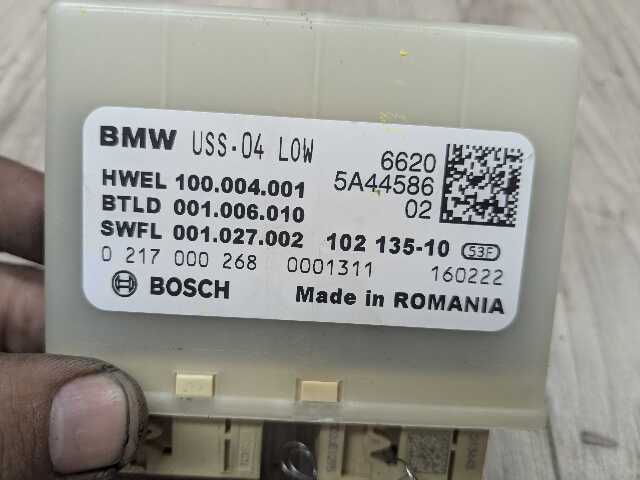 BMW USS-04 LOW
6620
HWEL 100.004.001
5A44586
BTLD 001.006.010
02
SWFL 001.027.002 102 135-10 S3F
0 217 000 268 0001311 160222
BOSCH Made in ROMANIA